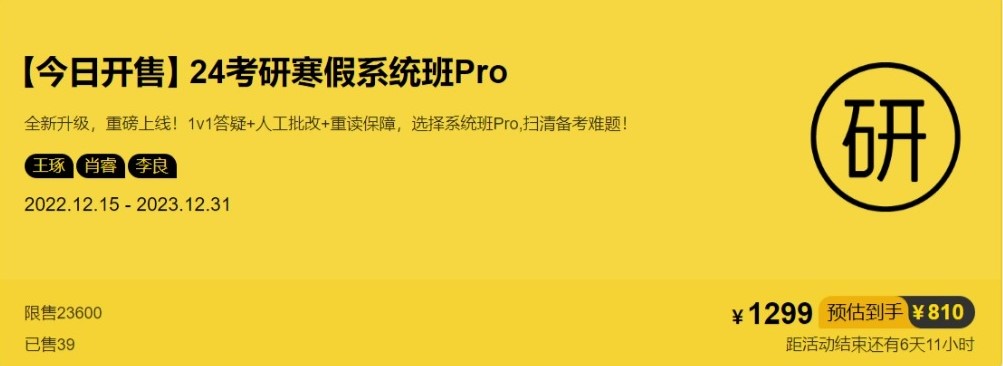 【今日开售】24考研寒假系统班Pro
全新升级，重磅上线！1v1答疑+人工批改+重读保障，选择系统班Pro,扫清备考难题！
王琢 肖睿 李良
2022.12.15 - 2023.12.31
研
限售23600
¥1299 预估到手 ¥810
已售39
距活动结束还有6天11小时